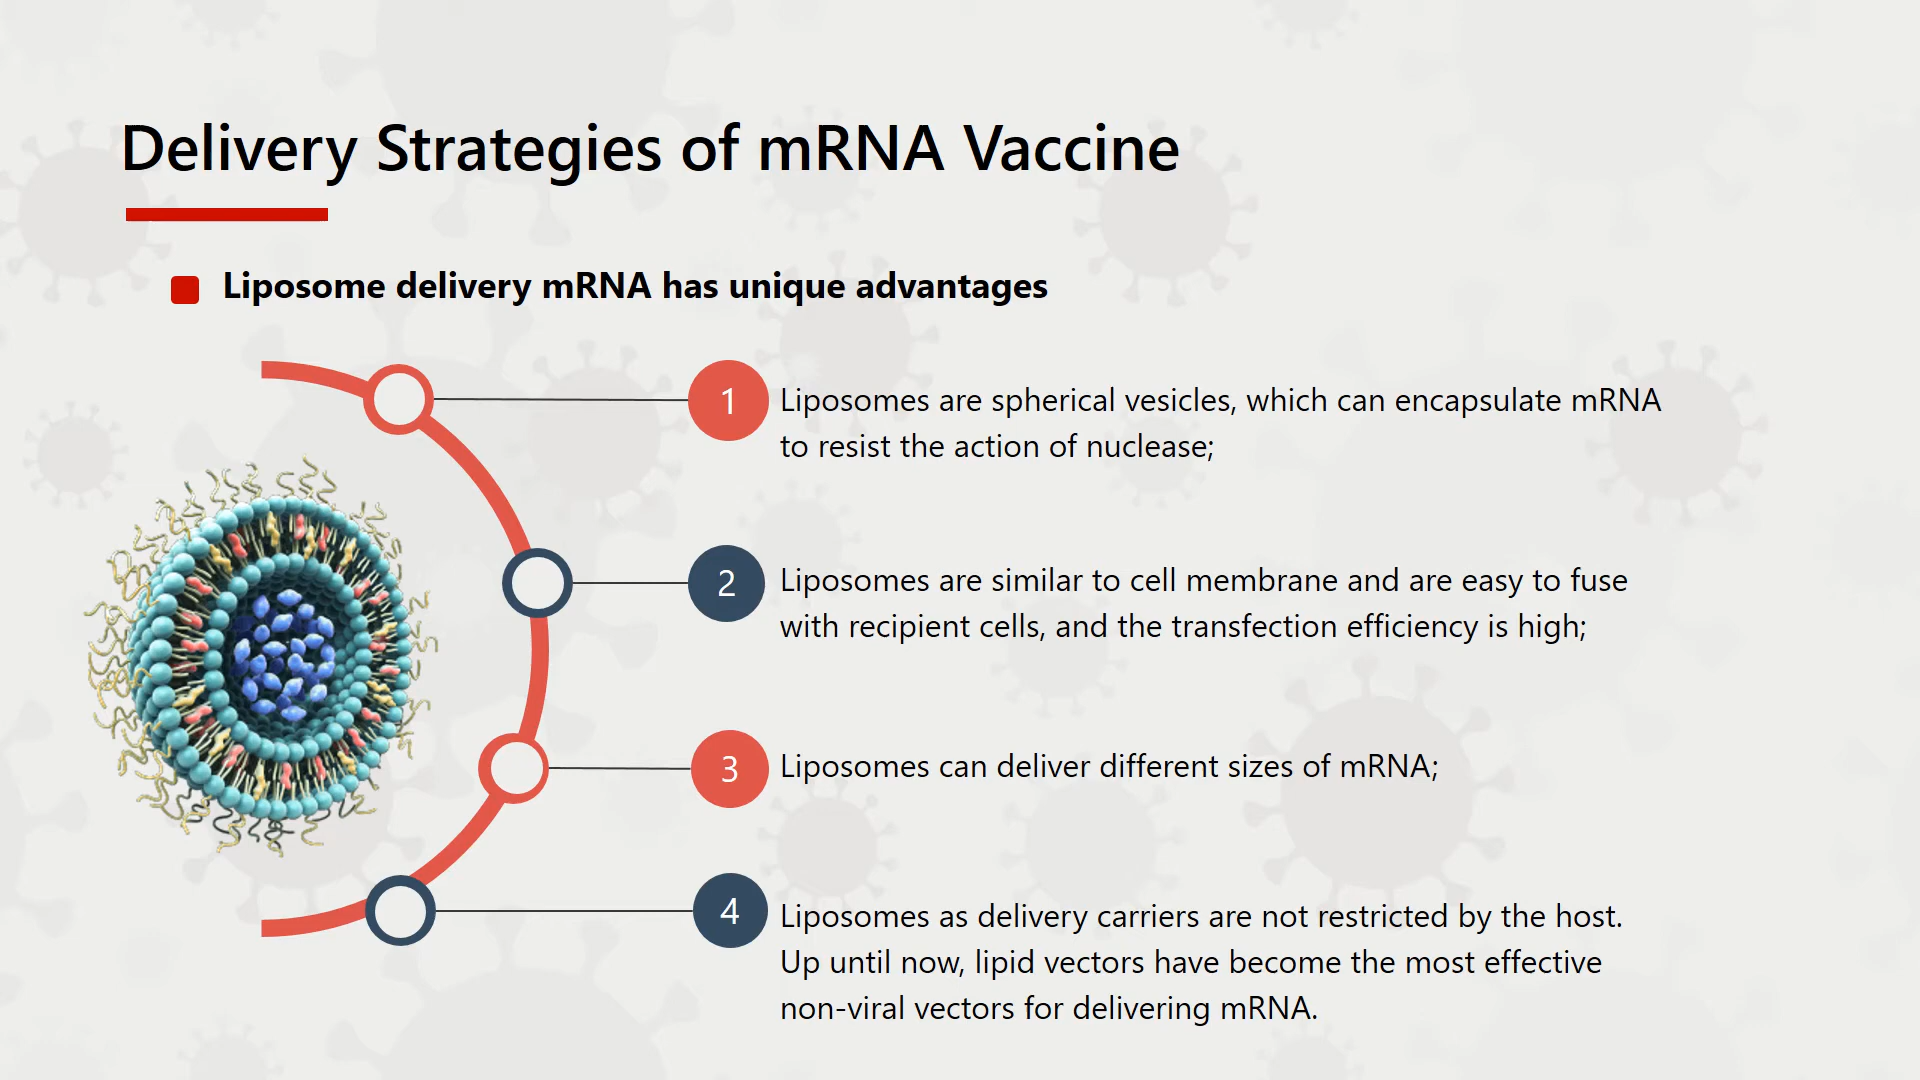 Delivery Strategies of mRNA Vaccine
Liposome delivery mRNA has unique advantages
1
Liposomes are spherical vesicles, which can encapsulate mRNA
to resist the action of nuclease;
2
Liposomes are similar to cell membrane and are easy to fuse
with recipient cells, and the transfection efficiency is high;
3
Liposomes can deliver different sizes of mRNA;
4
Liposomes as delivery carriers are not restricted by the host.
Up until now, lipid vectors have become the most effective
non-viral vectors for delivering mRNA.